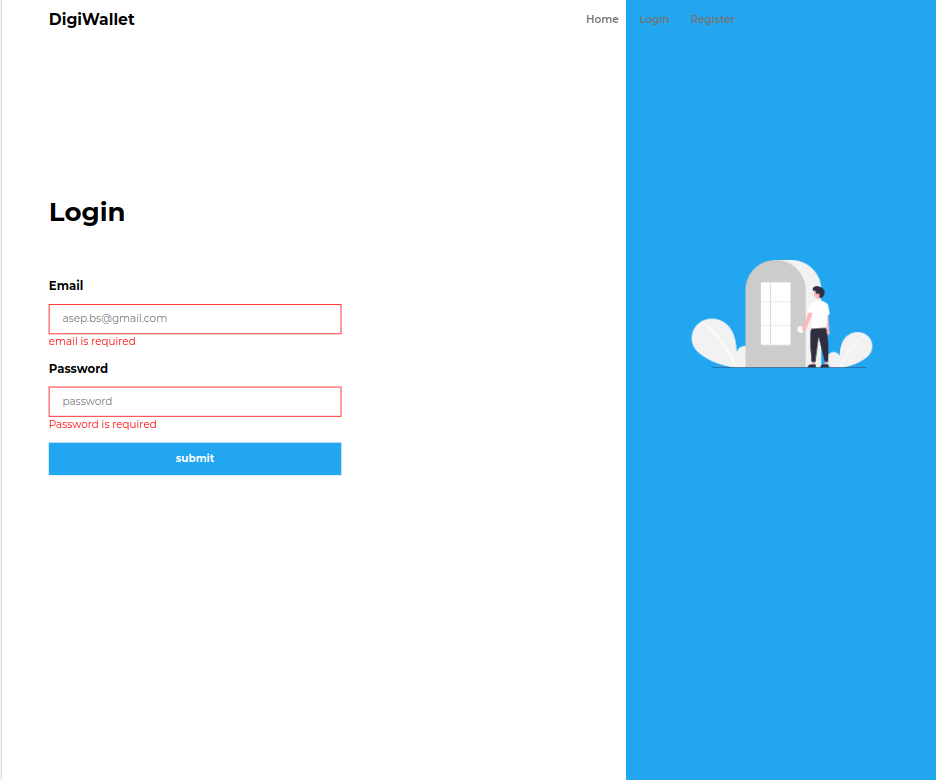 DigiWallet Home Login Register
Login
Email
asep.bs@gmail.com
email is required
Password
password
Password is required
submit